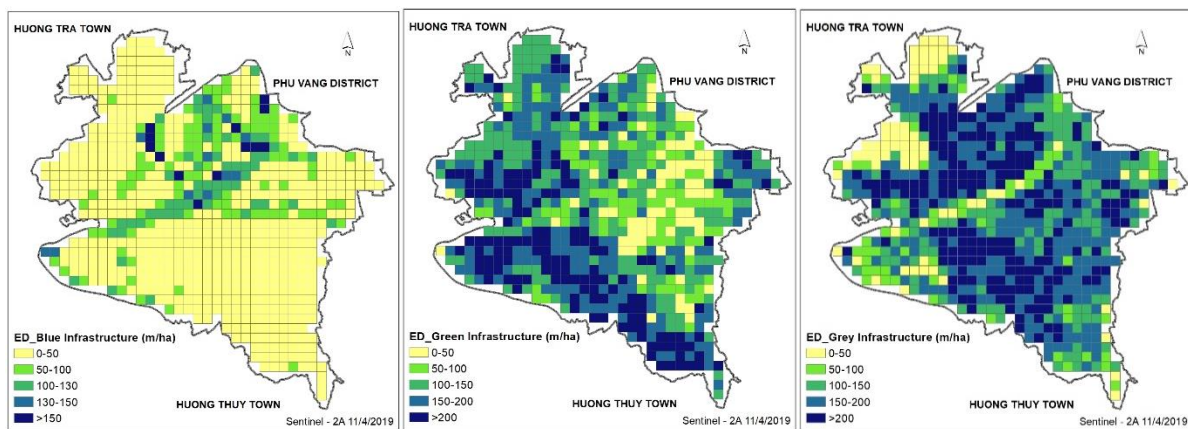 HUONG TRA TOWN
N
PHU VANG DISTRICT
ED_Blue Infrastructure (m/ha)
0-50
50-100
100-130
130-150
>150
HUONG THUY TOWN
Sentinel - 2A 11/4/2019
HUONG TRA TOWN
N
PHU VANG DISTRICT
ED_Green Infrastructure (m/ha)
0-50
50-100
100-150
150-200
>200
HUONG THUY TOWN
Sentinel - 2A 11/4/2019
HUONG TRA TOWN
N
PHU VANG DISTRICT
ED_Grey Infrastructure (m/ha)
0-50
50-100
100-150
150-200
>200
HUONG THUY TOWN
Sentinel - 2A 11/4/2019